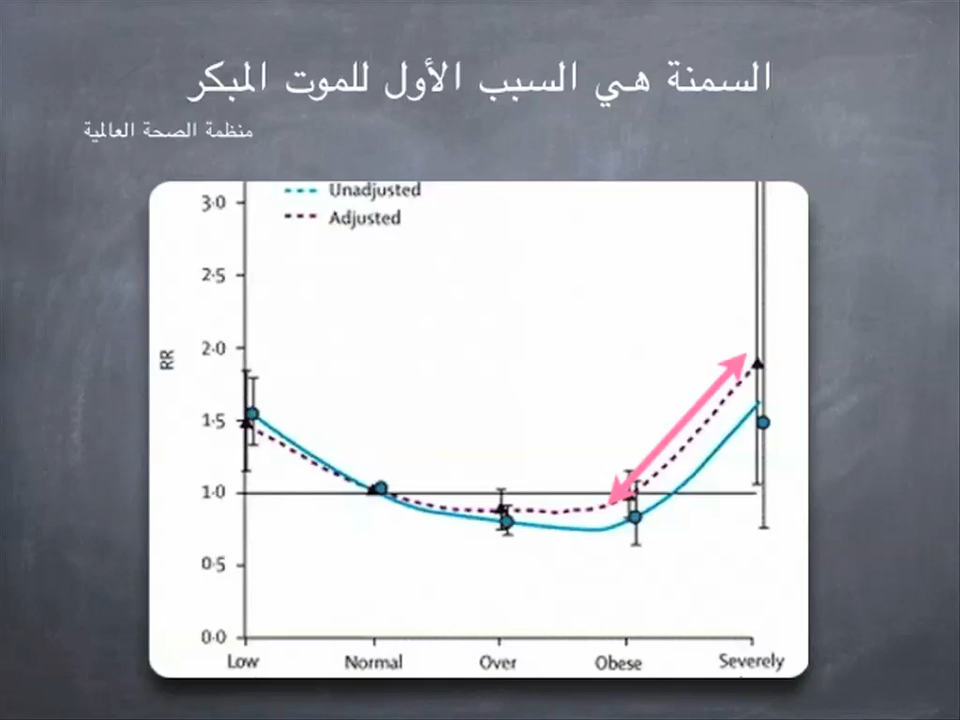 السمنة هي السبب الأول للموت المبكر
منظمة الصحة العالمية
Unadjusted
Adjusted
3·0
2·5
2·0
1·5
1·0
0·5
0·0
RR
Low Normal Over Obese Severely